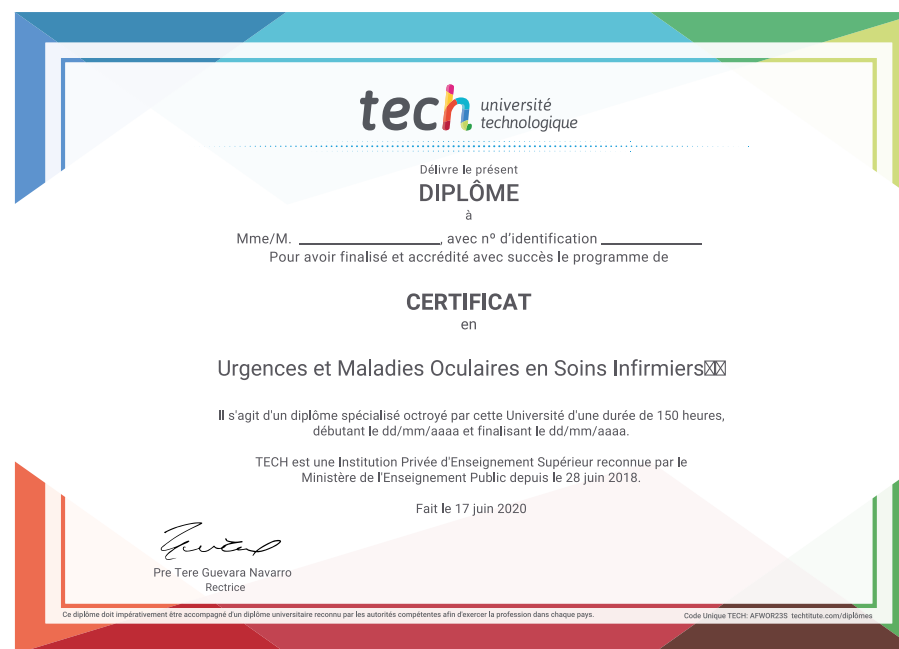 tech université
technologique
Délivre le présent
DIPLÔME
à
Mme/M. ____________________, avec nº d'identification ______________
Pour avoir finalisé et accrédité avec succès le programme de
CERTIFICAT
en
Urgences et Maladies Oculaires en Soins Infirmiers
Il s'agit d'un diplôme spécialisé octroyé par cette Université d'une durée de 150 heures,
débutant le dd/mm/aaaa et finalisant le dd/mm/aaaa.
TECH est une Institution Privée d'Enseignement Supérieur reconnue par le
Ministère de l'Enseignement Public depuis le 28 juin 2018.
Fait le 17 juin 2020
Pre Tere Guevara Navarro
Rectrice
Ce diplôme doit impérativement être accompagné d'un diplôme universitaire reconnu par les autorités compétentes afin d'exercer la profession dans chaque pays.
Code Unique TECH: AFWOR23S techtitute.com/diplômes